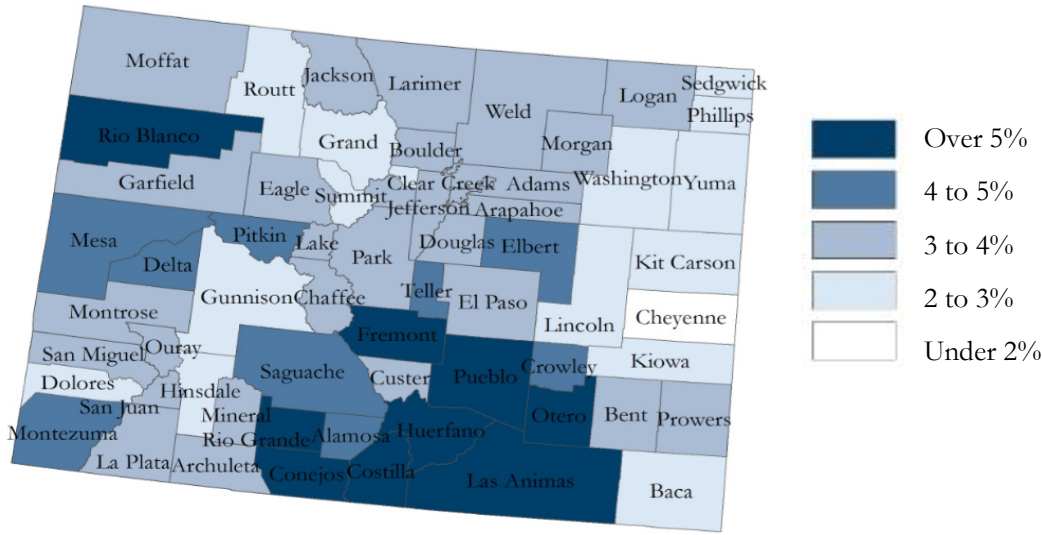 Moffat
Routt
Jackson
Larimer
Weld
Logan
Sedgwick
Phillips
Rio Blanco
Grand
Boulder
Morgan
Washington
Yuma
Garfield
Eagle
Summit
Clear Creek
Adams
Jefferson
Arapahoe
Mesa
Pitkin
Lake
Park
Douglas
Elbert
Kit Carson
Delta
Gunnison
Chaffee
Teller
El Paso
Lincoln
Cheyenne
Montrose
Fremont
Kiowa
San Miguel
Ouray
Saguache
Custer
Pueblo
Crowley
Dolores
Hinsdale
San Juan
Mineral
Otero
Bent
Prowers
Montezuma
Rio Grande
Alamosa
Huerfano
La Plata
Archuleta
Conejos
Costilla
Las Animas
Baca
Over 5%
4 to 5%
3 to 4%
2 to 3%
Under 2%